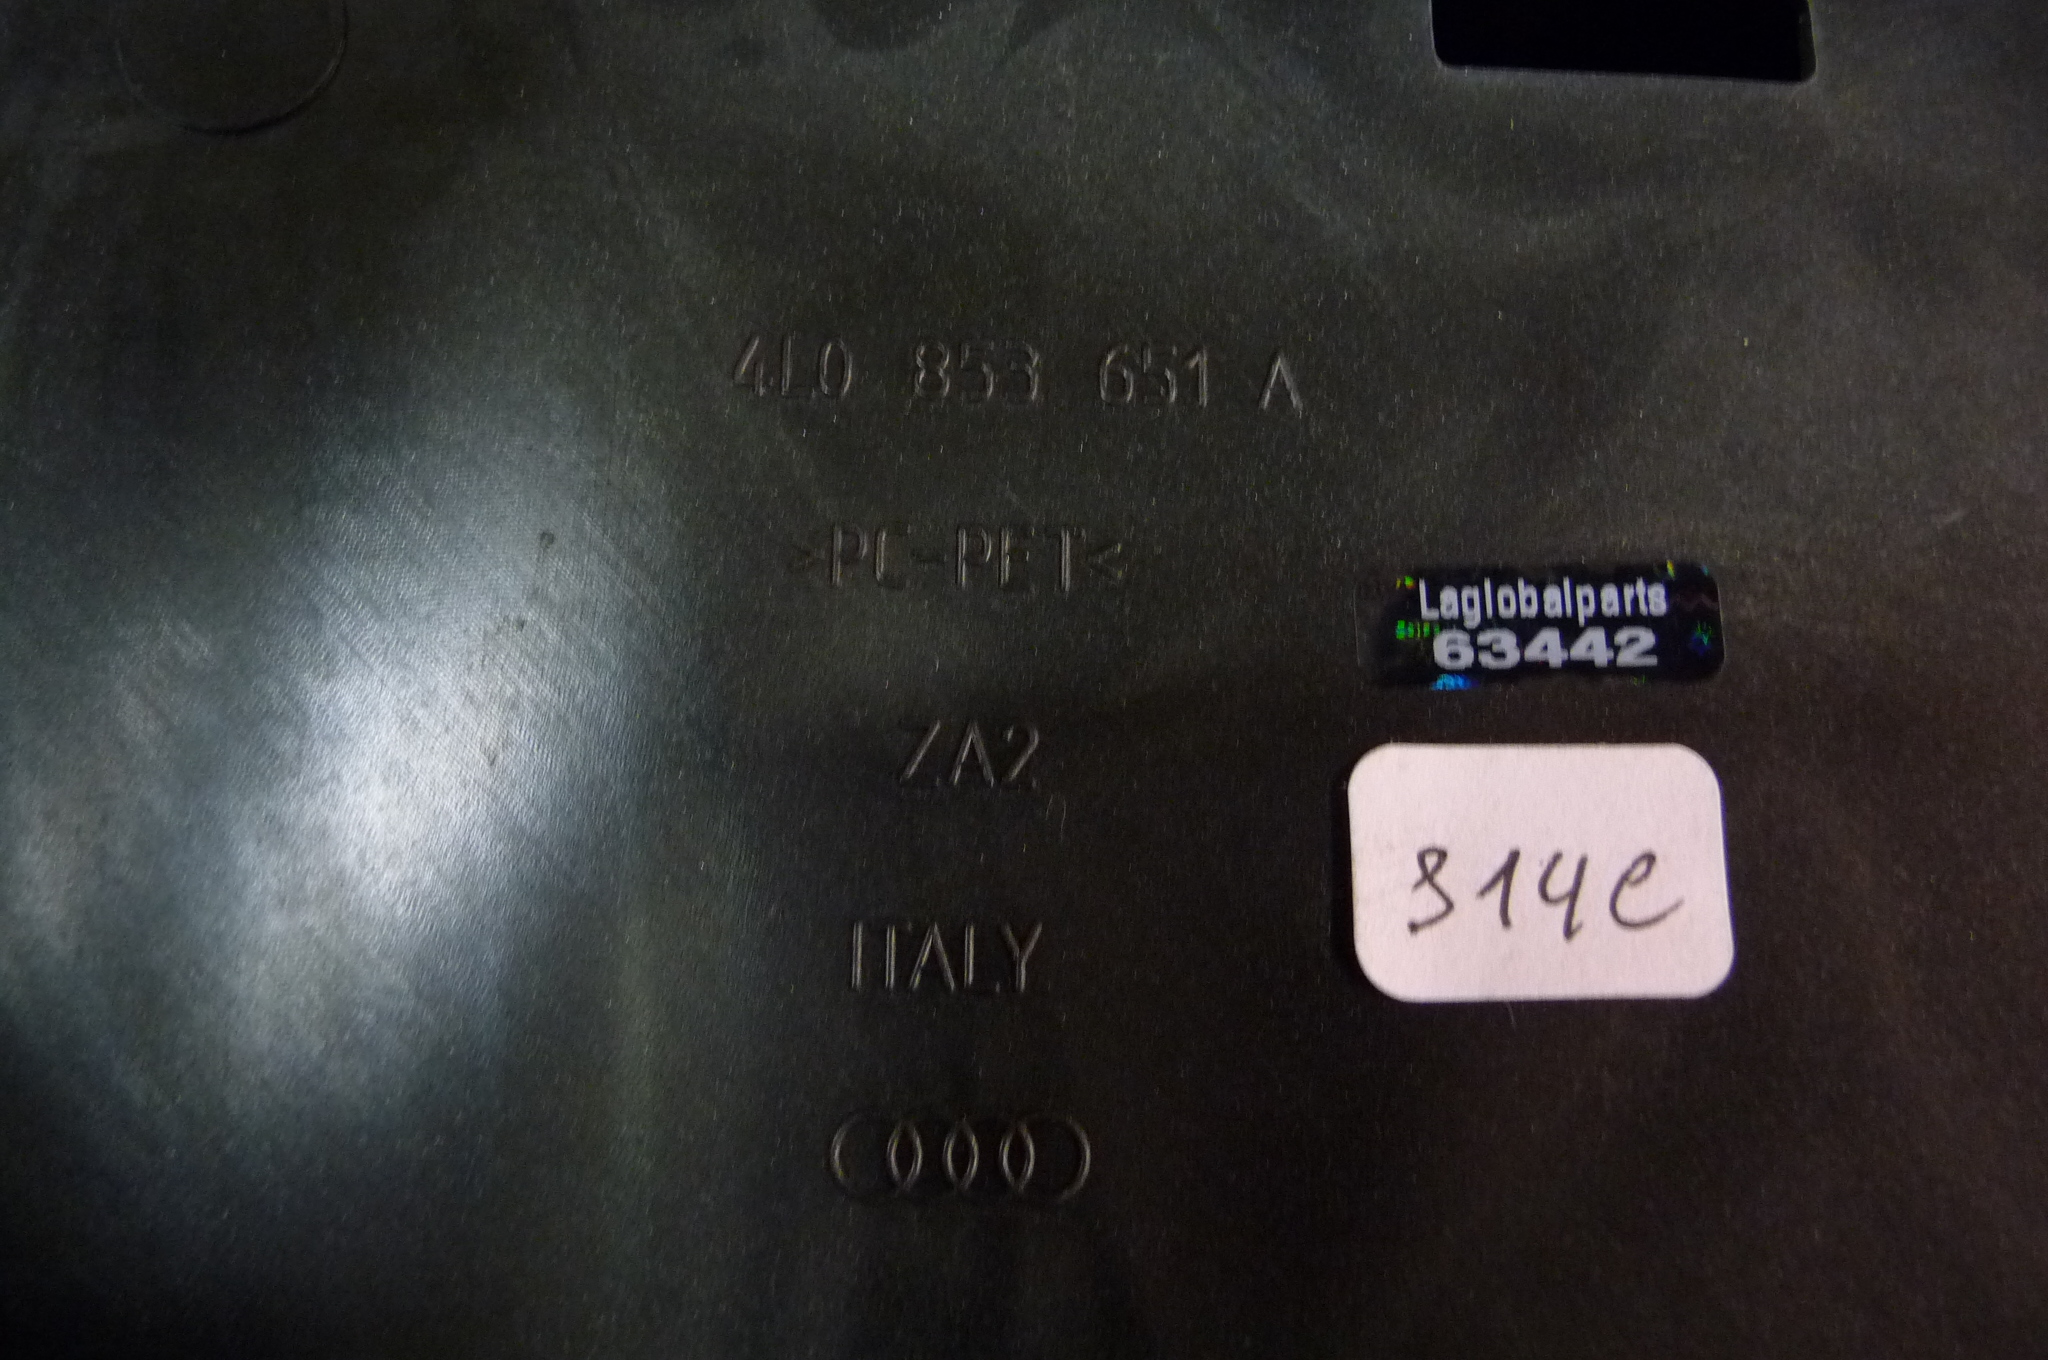 4L0 853 651 A
>PC-PET<
ZA2
ITALY
Laglobalparts
63442
314e